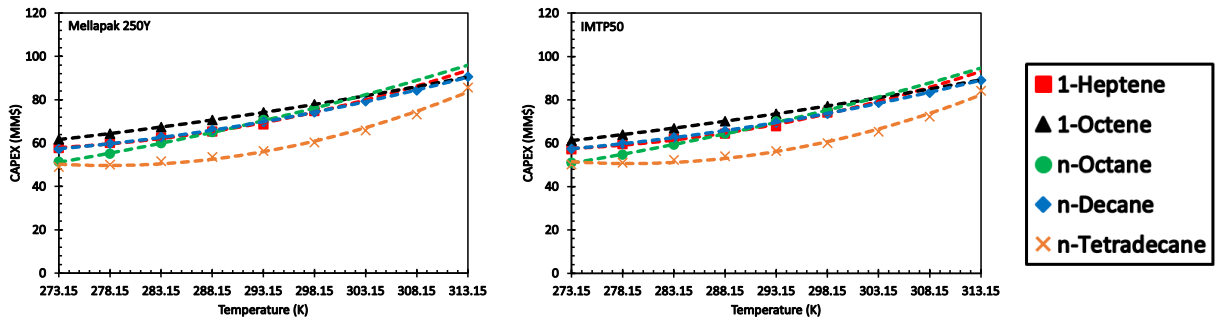 Mellapak 250Y
120
100
80
60
40
20
0
CAPEX (MM$)
273.15 278.15 283.15 288.15 293.15 298.15 303.15 308.15 313.15
Temperature (K)
IMTP50
120
100
80
60
40
20
0
CAPEX (MM$)
273.15 278.15 283.15 288.15 293.15 298.15 303.15 308.15 313.15
Temperature (K)
1-Heptene
1-Octene
n-Octane
n-Decane
n-Tetradecane